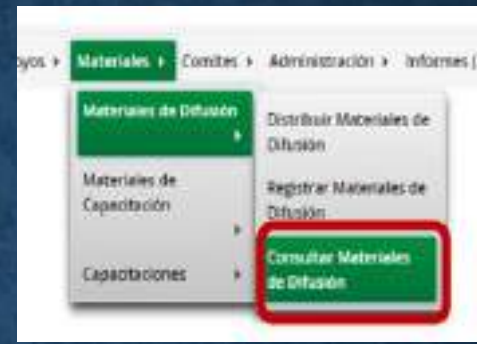 yos Materiales Comites Administración Informes (
Materiales de Difusión
Materiales de
Capacitación
Capacitaciones
Distribuir Materiales de
Difusión
Registrar Materiales de
Difusión
Consultar Materiales
de Difusión